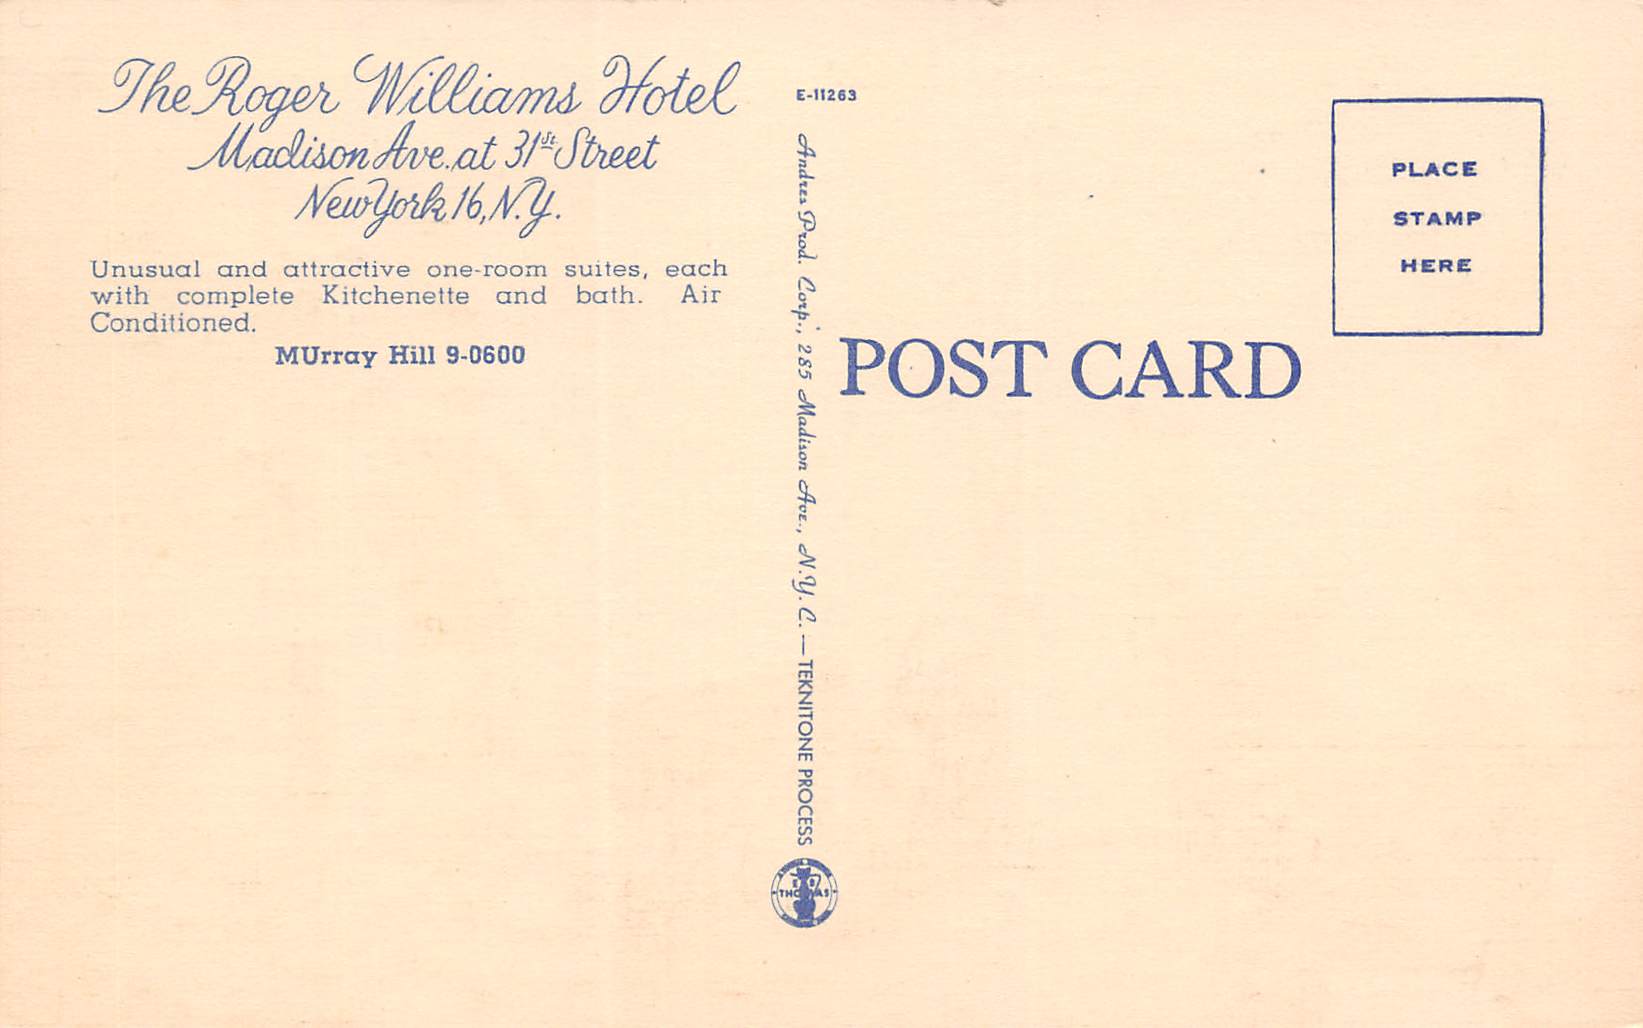 The Roger Williams Hotel
Madison Ave. at 31st Street
New York 16, N.Y.
Unusual and attractive one-room suites, each
with complete Kitchenette and bath. Air
Conditioned.
MUrray Hill 9-0600
E-11263
Andres Prod. Corp., 285 Madison Ave., N.Y.C. — TEKNITONE PROCESS
THOMAS
POST CARD
PLACE
STAMP
HERE